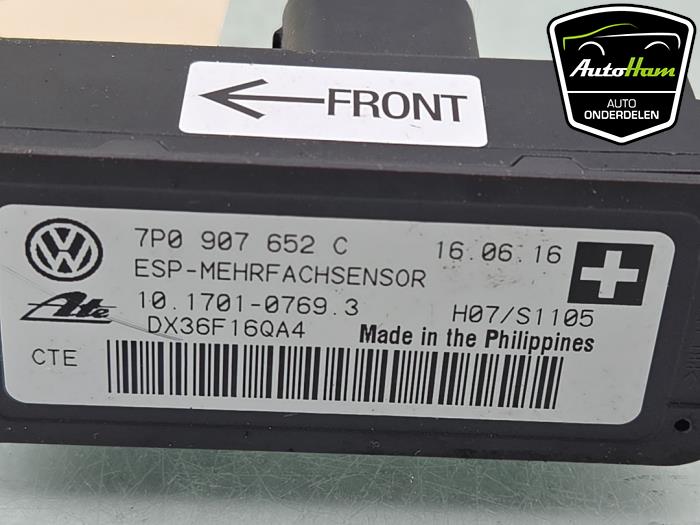 AutoHam
AUTO
ONDERDELEN
FRONT
VW
7P0 907 652 C 16.06.16
ESP-MEHRFACHSENSOR
Ate 10.1701-0769.3 H07/S1105
DX36F16QA4 Made in the Philippines
CTE